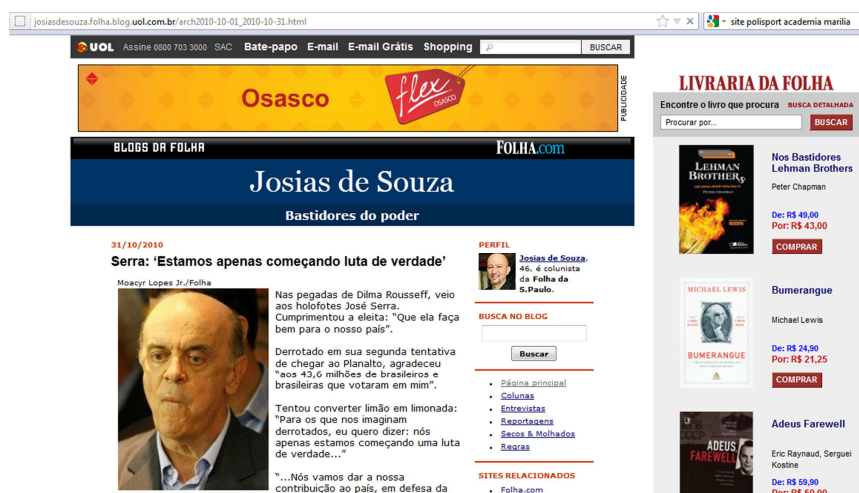 josiasdesouza.folha.blog.uol.com.br/arch2010-10-01_2010-10-31.html
site polisport academia marilia
UOL Assine 0800 703 3000 SAC Bate-papo E-mail E-mail Grátis Shopping BUSCAR
Osasco
flex
OSASCO
PUBLICIDADE
BLOGS DA FOLHA
FOLHA.com
Josias de Souza
Bastidores do poder
31/10/2010
Serra: ‘Estamos apenas começando luta de verdade’
Moacyr Lopes Jr./Folha
Nas pegadas de Dilma Rousseff, veio
aos holofotes José Serra.
Cumprimentou a eleita: “Que ela faça
bem para o nosso país”.
Derrotado em sua segunda tentativa
de chegar ao Planalto, agradeceu
“aos 43,6 milhões de brasileiros e
brasileiras que votaram em mim”.
Tentou converter limão em limonada:
“Para os que nos imaginam
derrotados, eu quero dizer: nós
apenas estamos começando uma luta
de verdade...”
“...Nós vamos dar a nossa
contribuição ao país, em defesa da
PERFIL
Josias de Souza,
46, é colunista
da Folha da
S.Paulo.
BUSCA NO BLOG
Buscar
Página principal
Colunas
Entrevistas
Reportagens
Secos & Molhados
Regras
SITES RELACIONADOS
Folha.com
LIVRARIA DA FOLHA
Encontre o livro que procura BUSCA DETALHADA
Procurar por... BUSCAR
LEHMAN
BROTHERS
PETER CHAPMAN
Nos Bastidores
Lehman Brothers
Peter Chapman
De: R$ 49,00
Por: R$ 43,00
COMPRAR
MICHAEL LEWIS
BUMERANGUE
Bumerangue
Michael Lewis
De: R$ 24,90
Por: R$ 21,25
COMPRAR
ADEUS
FAREWELL
Adeus Farewell
Eric Raynaud, Serguei
Kostine
De: R$ 59,90
Por: R$ 50,90